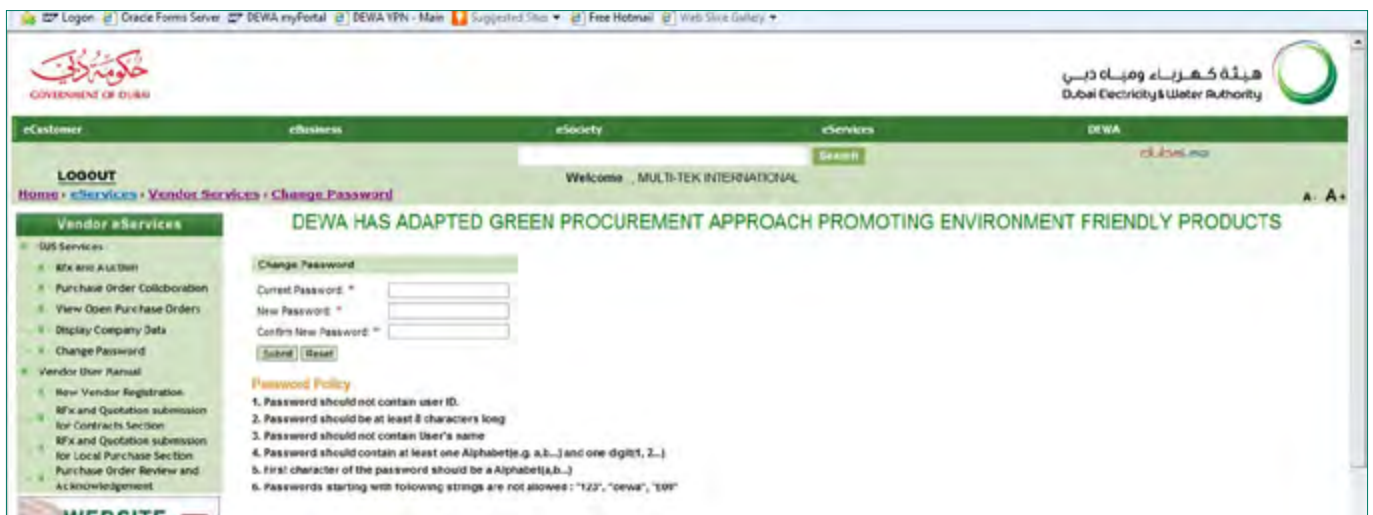 Logon Oracle Forms Server DEWA myPortal DEWA VPN - Main Suggested Sites Free Hotmail Web Slice Gallery
حكومة دبي
GOVERNMENT OF DUBAI
هيئة كهرباء ومياه دبي
Dubai Electricity & Water Authority
eCustomer eBusiness eSociety eServices DEWA
Search
LOGOUT
Welcome , MULTI-TEK INTERNATIONAL
Home › eServices › Vendor Services › Change Password
A- A+
Vendor eServices
DEWA HAS ADAPTED GREEN PROCUREMENT APPROACH PROMOTING ENVIRONMENT FRIENDLY PRODUCTS
SUS Services
RFx and Auction
Purchase Order Collaboration
View Open Purchase Orders
Display Company Data
Change Password
Vendor User Manual
New Vendor Registration
RFx and Quotation submission
for Contracts Section
RFx and Quotation submission
for Local Purchase Section
Purchase Order Review and
Acknowledgement
WEBSITE
Change Password
Current Password: *
New Password: *
Confirm New Password: *
Submit Reset
Password Policy
1. Password should not contain user ID.
2. Password should be at least 8 characters long
3. Password should not contain User's name
4. Password should contain at least one Alphabet(e.g. a,b...) and one digit(1, 2...)
5. First character of the password should be a Alphabet(a,b...)
6. Passwords starting with following strings are not allowed : "123", "dewa",